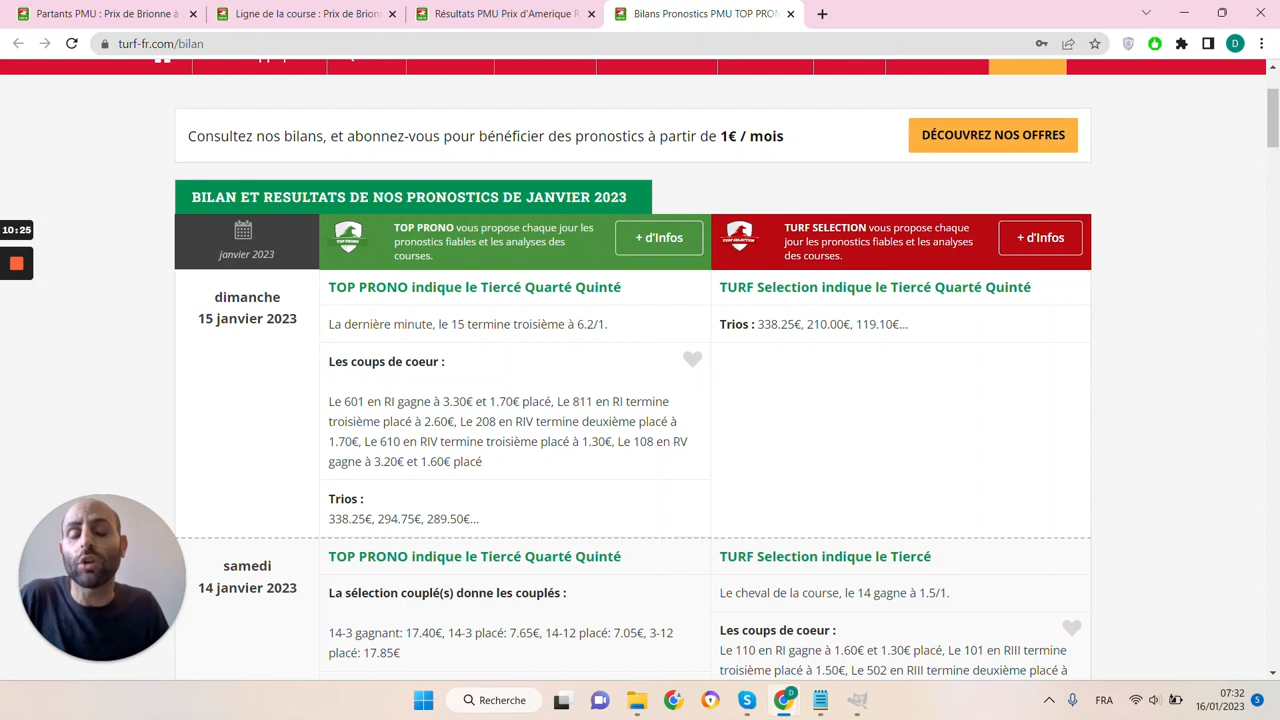 Partants PMU : Prix de Brionne à
Ligne de la course : Prix de Brion
Résultats PMU Prix d'Amerique R
Bilans Pronostics PMU TOP PRON
turf-fr.com/bilan
D
Consultez nos bilans, et abonnez-vous pour bénéficier des pronostics à partir de 1€ / mois
DÉCOUVREZ NOS OFFRES
BILAN ET RESULTATS DE NOS PRONOSTICS DE JANVIER 2023
10:25
janvier 2023
TOP PRONO
TOP PRONO vous propose chaque jour les
pronostics fiables et les analyses des
courses.
+ d'Infos
TURF SELECTION
TURF SELECTION vous propose chaque
jour les pronostics fiables et les analyses
des courses.
+ d'Infos
dimanche
15 janvier 2023
TOP PRONO indique le Tiercé Quarté Quinté
La dernière minute, le 15 termine troisième à 6.2/1.
Les coups de coeur :
Le 601 en RI gagne à 3.30€ et 1.70€ placé, Le 811 en RI termine
troisième placé à 2.60€, Le 208 en RIV termine deuxième placé à
1.70€, Le 610 en RIV termine troisième placé à 1.30€, Le 108 en RV
gagne à 3.20€ et 1.60€ placé
Trios :
338.25€, 294.75€, 289.50€...
TURF Selection indique le Tiercé Quarté Quinté
Trios : 338.25€, 210.00€, 119.10€...
samedi
14 janvier 2023
TOP PRONO indique le Tiercé Quarté Quinté
La sélection couplé(s) donne les couplés :
14-3 gagnant: 17.40€, 14-3 placé: 7.65€, 14-12 placé: 7.05€, 3-12
placé: 17.85€
TURF Selection indique le Tiercé
Le cheval de la course, le 14 gagne à 1.5/1.
Les coups de coeur :
Le 110 en RI gagne à 1.60€ et 1.30€ placé, Le 101 en RIII termine
troisième placé à 1.50€, Le 502 en RIII termine deuxième placé à
Recherche
D
FRA
07:32
16/01/2023
5